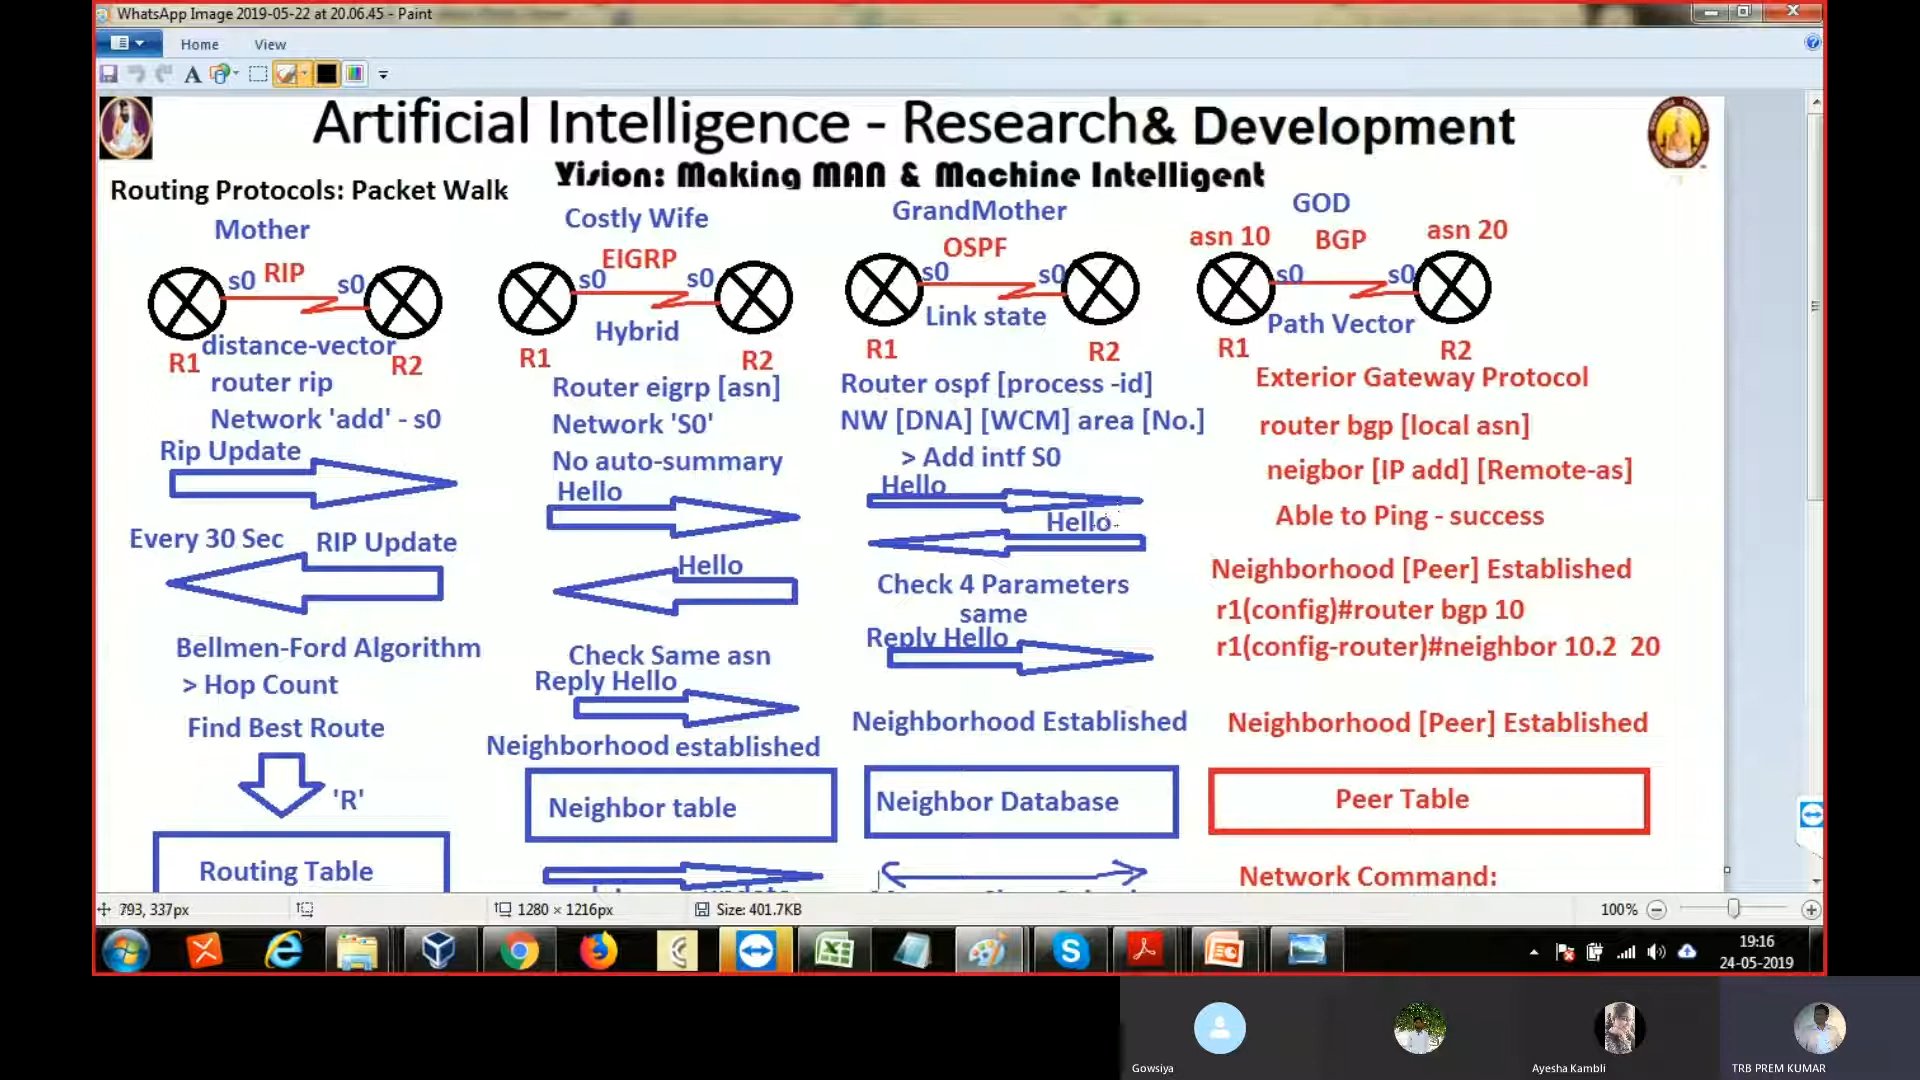 WhatsApp Image 2019-05-22 at 20.06.45 - Paint
Home View
A
Artificial Intelligence - Research& Development
Vision: Making MAN & Machine Intelligent
Routing Protocols: Packet Walk
Mother
s0 RIP s0
distance-vector
R1 R2
router rip
Network 'add' - s0
Rip Update
Every 30 Sec RIP Update
Bellmen-Ford Algorithm
> Hop Count
Find Best Route
'R'
Routing Table
Costly Wife
EIGRP
s0 s0
Hybrid
R1 R2
Router eigrp [asn]
Network 'S0'
No auto-summary
Hello
Hello
Check Same asn
Reply Hello
Neighborhood established
Neighbor table
GrandMother
OSPF
s0 s0
Link state
R1 R2
Router ospf [process -id]
NW [DNA] [WCM] area [No.]
> Add intf S0
Hello
Hello
Check 4 Parameters
same
Reply Hello
Neighborhood Established
Neighbor Database
GOD
asn 10 BGP asn 20
s0 s0
Path Vector
R1 R2
Exterior Gateway Protocol
router bgp [local asn]
neigbor [IP add] [Remote-as]
Able to Ping - success
Neighborhood [Peer] Established
r1(config)#router bgp 10
r1(config-router)#neighbor 10.2 20
Neighborhood [Peer] Established
Peer Table
Network Command:
793, 337px 1280 × 1216px Size: 401.7KB 100%
19:16
24-05-2019
Gowsiya Ayesha Kambli TRB PREM KUMAR